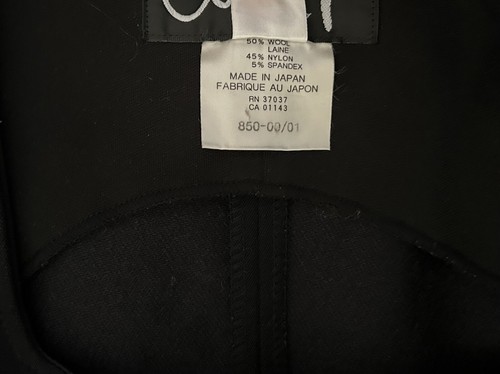 50% WOOL
LAINE
45% NYLON
5% SPANDEX
MADE IN JAPAN
FABRIQUE AU JAPON
RN 37037
CA 01143
850-00/01